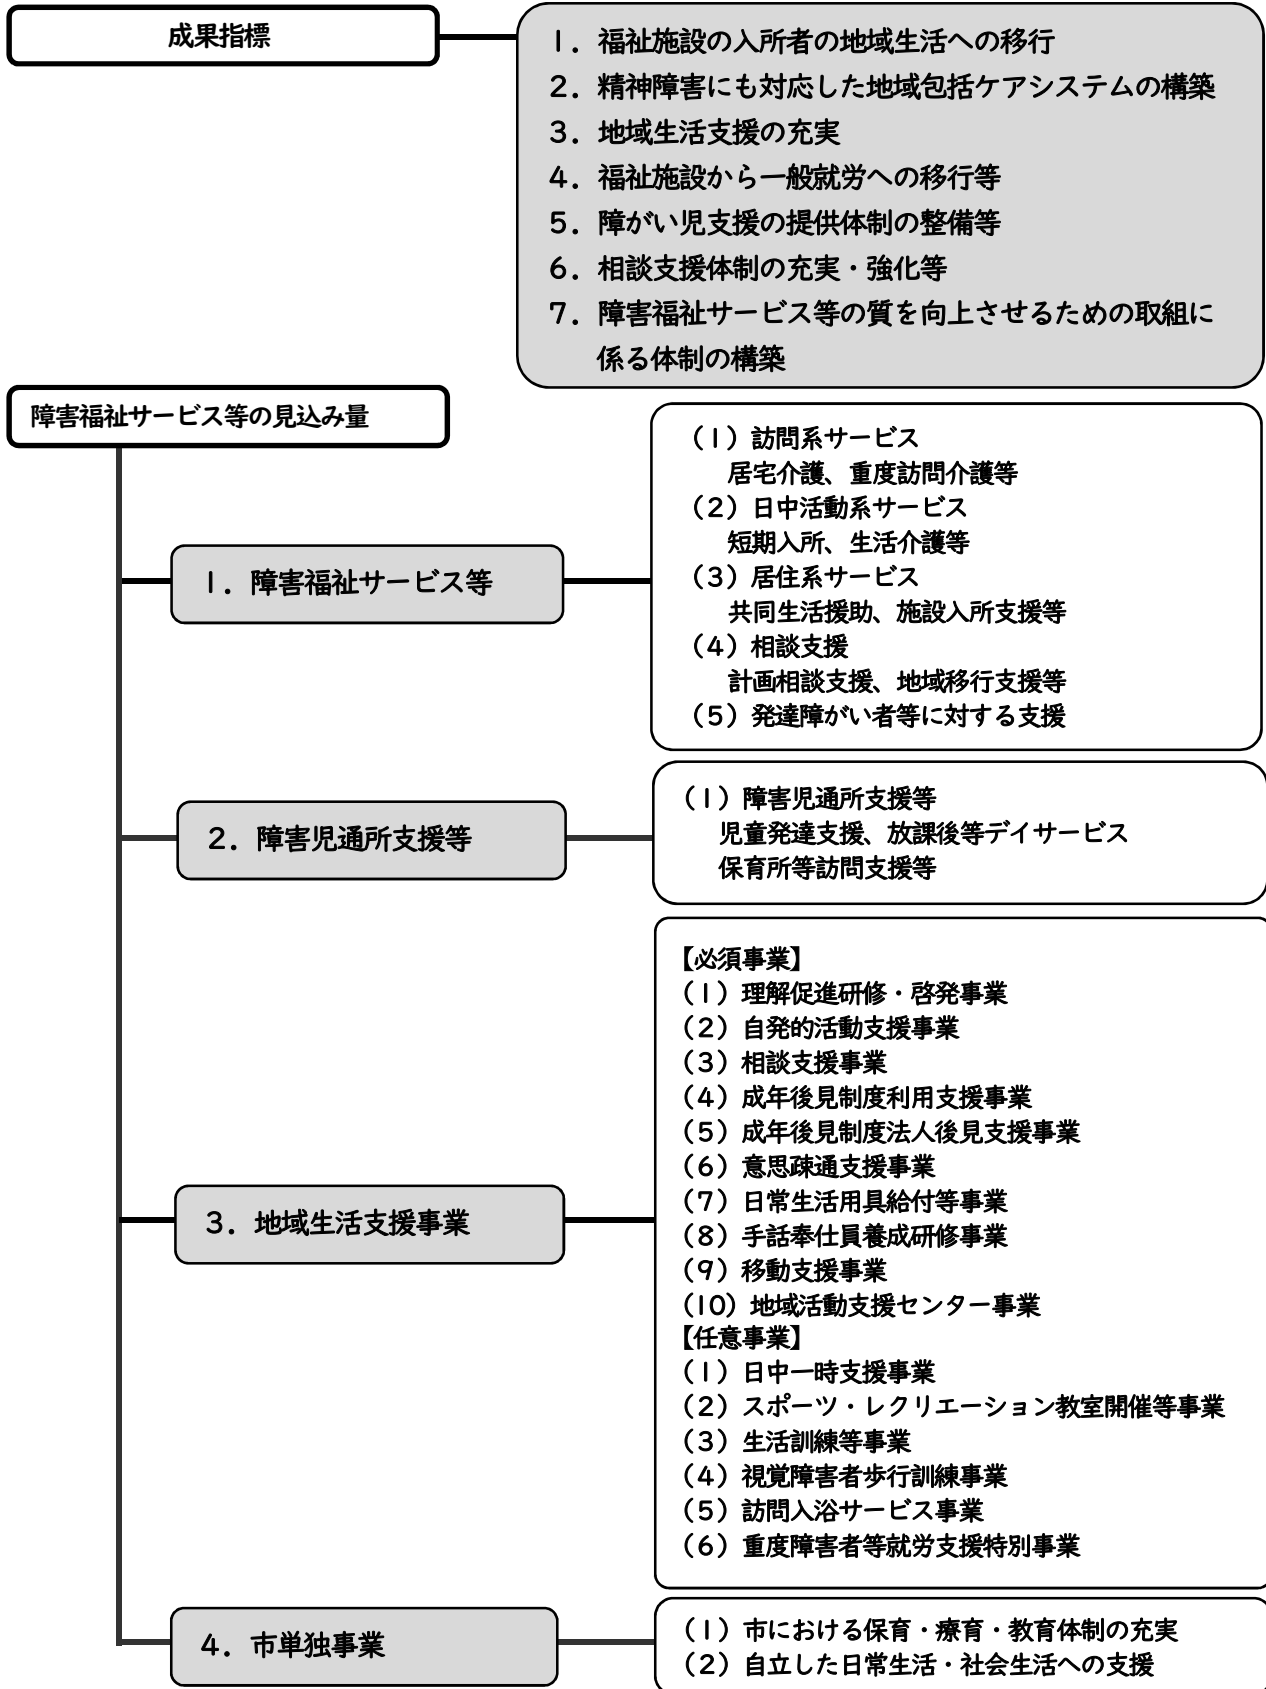 成果指標
1．福祉施設の入所者の地域生活への移行
2．精神障害にも対応した地域包括ケアシステムの構築
3．地域生活支援の充実
4．福祉施設から一般就労への移行等
5．障がい児支援の提供体制の整備等
6．相談支援体制の充実・強化等
7．障害福祉サービス等の質を向上させるための取組に
係る体制の構築
障害福祉サービス等の見込み量
1．障害福祉サービス等
（1）訪問系サービス
居宅介護、重度訪問介護等
（2）日中活動系サービス
短期入所、生活介護等
（3）居住系サービス
共同生活援助、施設入所支援等
（4）相談支援
計画相談支援、地域移行支援等
（5）発達障がい者等に対する支援
2．障害児通所支援等
（1）障害児通所支援等
児童発達支援、放課後等デイサービス
保育所等訪問支援等
3．地域生活支援事業
【必須事業】
（1）理解促進研修・啓発事業
（2）自発的活動支援事業
（3）相談支援事業
（4）成年後見制度利用支援事業
（5）成年後見制度法人後見支援事業
（6）意思疎通支援事業
（7）日常生活用具給付等事業
（8）手話奉仕員養成研修事業
（9）移動支援事業
（10）地域活動支援センター事業
【任意事業】
（1）日中一時支援事業
（2）スポーツ・レクリエーション教室開催等事業
（3）生活訓練等事業
（4）視覚障害者歩行訓練事業
（5）訪問入浴サービス事業
（6）重度障害者等就労支援特別事業
4．市単独事業
（1）市における保育・療育・教育体制の充実
（2）自立した日常生活・社会生活への支援